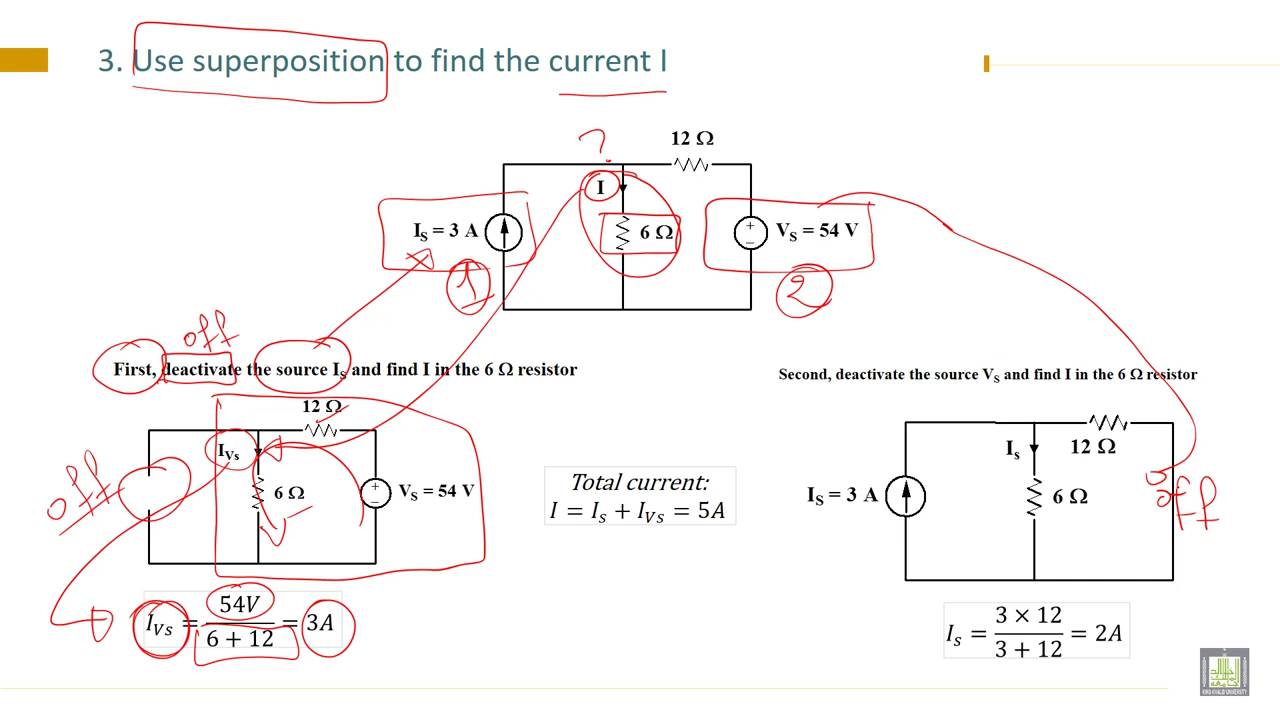 3. Use superposition to find the current I
?
12 Ω
I
I_S = 3 A
6 Ω
V_S = 54 V
1
2
off
First, deactivate the source I_s and find I in the 6 Ω resistor
Second, deactivate the source V_S and find I in the 6 Ω resistor
12 Ω
I_Vs
off
6 Ω
V_S = 54 V
Total current:
I = I_S + I_VS = 5A
I_s
12 Ω
I_S = 3 A
6 Ω
off
I_VS = 54V / 6 + 12 = 3A
I_s = 3 × 12 / 3 + 12 = 2A
KING KHALID UNIVERSITY